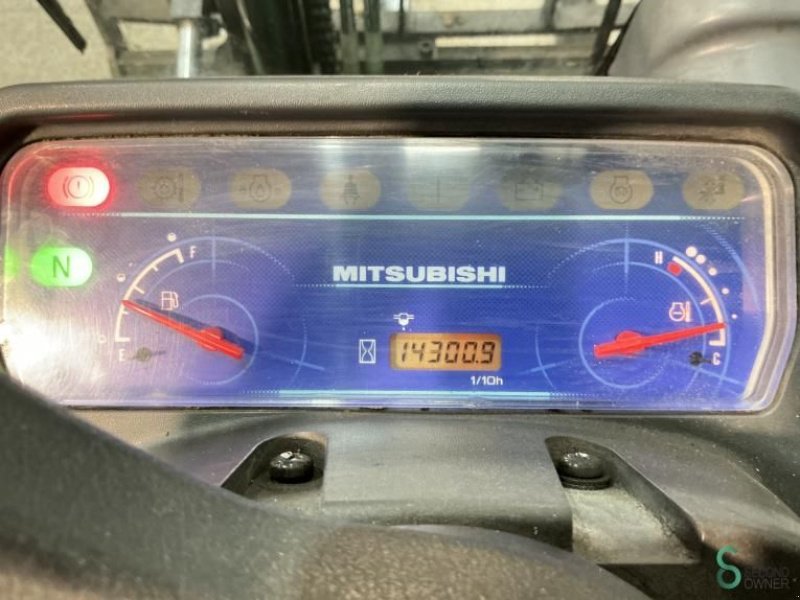 N
F
MITSUBISHI
H
14300.9
E
C
1/10h
SECOND
OWNER